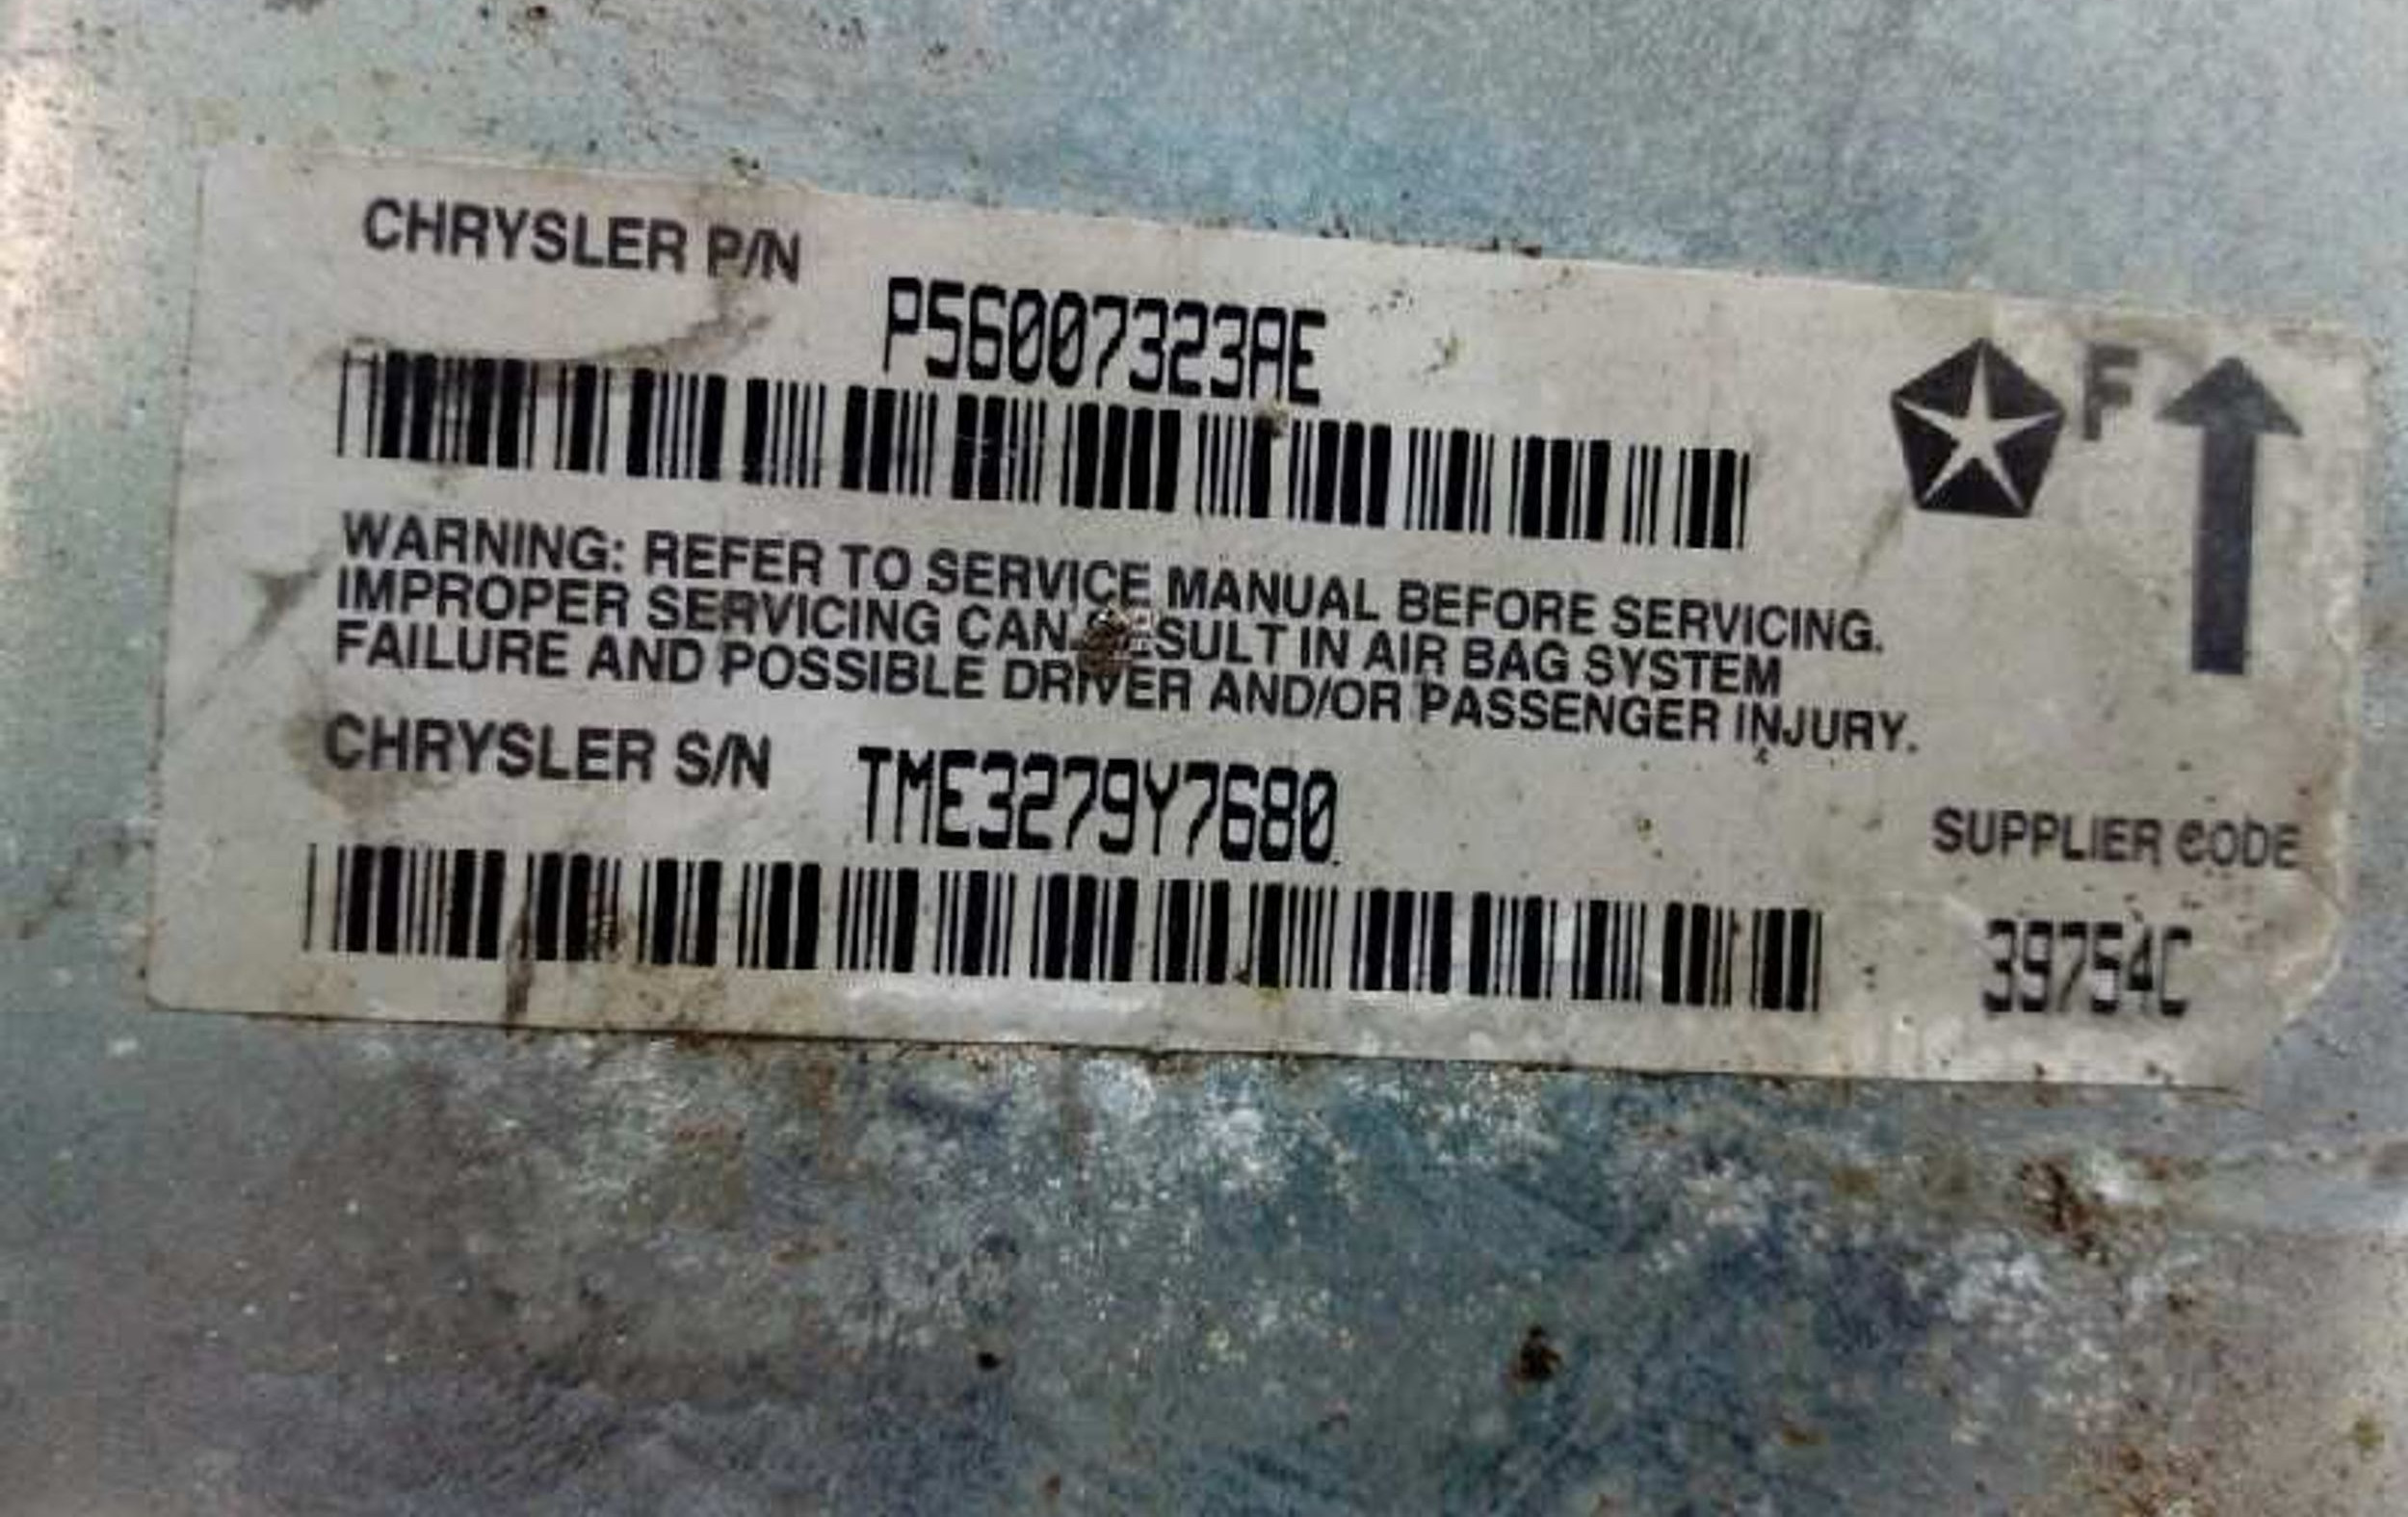 CHRYSLER P/N
P56007323AE
F
WARNING: REFER TO SERVICE MANUAL BEFORE SERVICING.
IMPROPER SERVICING CAN RESULT IN AIR BAG SYSTEM
FAILURE AND POSSIBLE DRIVER AND/OR PASSENGER INJURY.
CHRYSLER S/N TME3279Y7680
SUPPLIER CODE
39754C